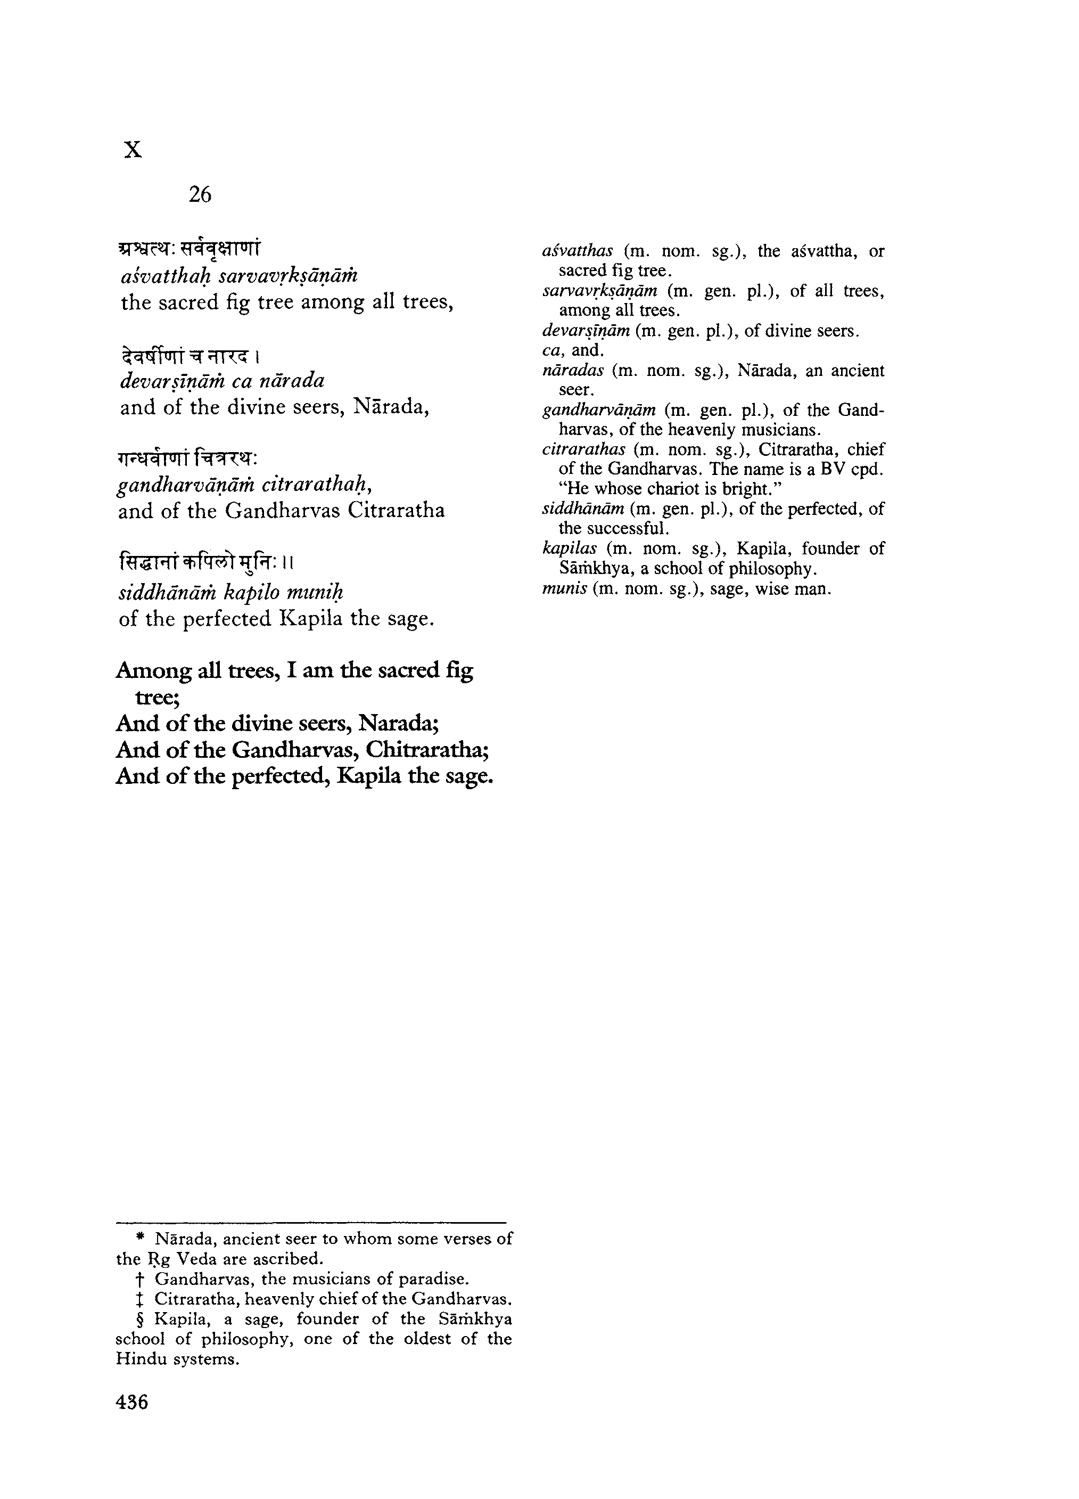 X
26
अश्वत्थः सर्ववृक्षाणां
aśvatthaḥ sarvavṛkṣāṇāṁ
the sacred fig tree among all trees,
देवर्षीणां च नारद ।
devarṣīṇāṁ ca nārada
and of the divine seers, Nārada,
गन्धर्वाणां चित्ररथः
gandharvāṇāṁ citrarathaḥ,
and of the Gandharvas Citraratha
सिद्धानां कपिलो मुनिः ॥
siddhānāṁ kapilo muniḥ
of the perfected Kapila the sage.
Among all trees, I am the sacred fig
tree;
And of the divine seers, Narada;
And of the Gandharvas, Chitraratha;
And of the perfected, Kapila the sage.
aśvatthas (m. nom. sg.), the aśvattha, or
sacred fig tree.
sarvavṛkṣāṇām (m. gen. pl.), of all trees,
among all trees.
devarṣīṇām (m. gen. pl.), of divine seers.
ca, and.
nāradas (m. nom. sg.), Nārada, an ancient
seer.
gandharvāṇām (m. gen. pl.), of the Gand-
harvas, of the heavenly musicians.
citrarathas (m. nom. sg.), Citraratha, chief
of the Gandharvas. The name is a BV cpd.
“He whose chariot is bright.”
siddhānām (m. gen. pl.), of the perfected, of
the successful.
kapilas (m. nom. sg.), Kapila, founder of
Sāṁkhya, a school of philosophy.
munis (m. nom. sg.), sage, wise man.
* Nārada, ancient seer to whom some verses of
the Ṛg Veda are ascribed.
† Gandharvas, the musicians of paradise.
‡ Citraratha, heavenly chief of the Gandharvas.
§ Kapila, a sage, founder of the Sāṁkhya
school of philosophy, one of the oldest of the
Hindu systems.
436